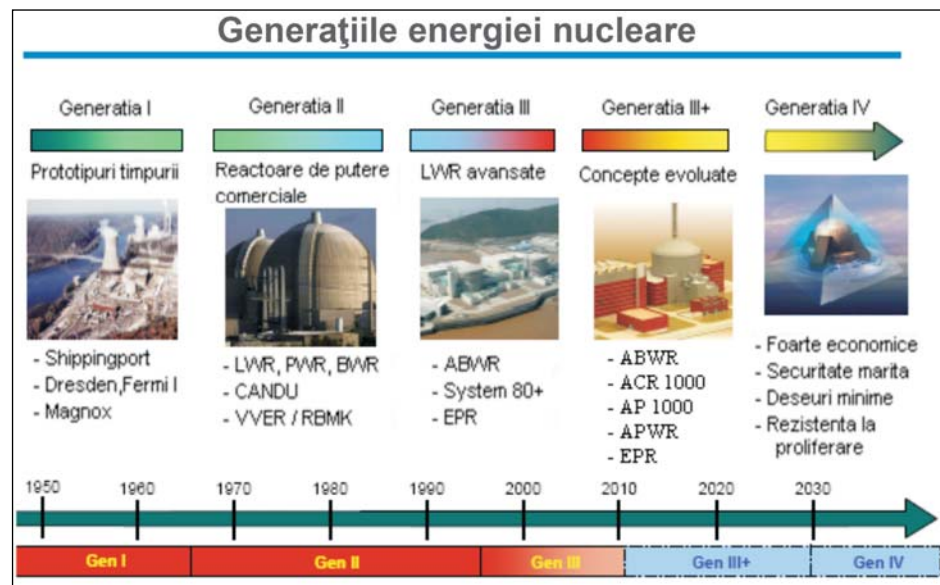 Generaţiile energiei nucleare
Generatia I
Prototipuri timpurii
- Shippingport
- Dresden,Fermi I
- Magnox
Generatia II
Reactoare de putere
comerciale
- LWR, PWR, BWR
- CANDU
- VVER / RBMK
Generatia III
LWR avansate
- ABWR
- System 80+
- EPR
Generatia III+
Concepte evoluate
- ABWR
- ACR 1000
- AP 1000
- APWR
- EPR
Generatia IV
- Foarte economice
- Securitate marita
- Deseuri minime
- Rezistenta la
proliferare
1950 1960 1970 1980 1990 2000 2010 2020 2030
Gen I Gen II Gen III Gen III+ Gen IV